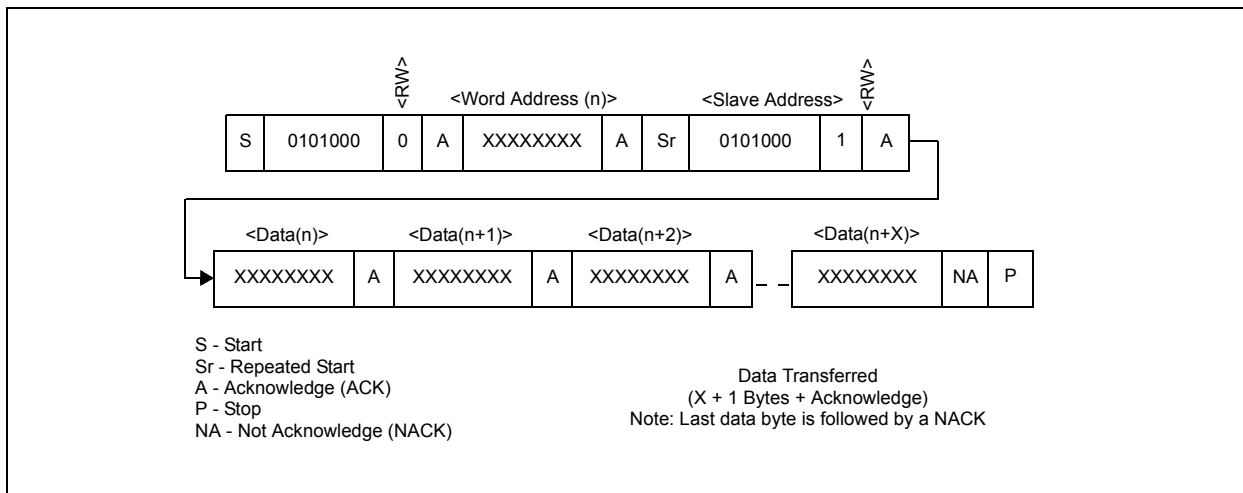 <RW> <Word Address (n)> <Slave Address> <RW>
S 0101000 0 A XXXXXXXX A Sr 0101000 1 A
<Data(n)> <Data(n+1)> <Data(n+2)> <Data(n+X)>
XXXXXXXX A XXXXXXXX A XXXXXXXX A XXXXXXXX NA P
S - Start
Sr - Repeated Start
A - Acknowledge (ACK)
P - Stop
NA - Not Acknowledge (NACK)
Data Transferred
(X + 1 Bytes + Acknowledge)
Note: Last data byte is followed by a NACK